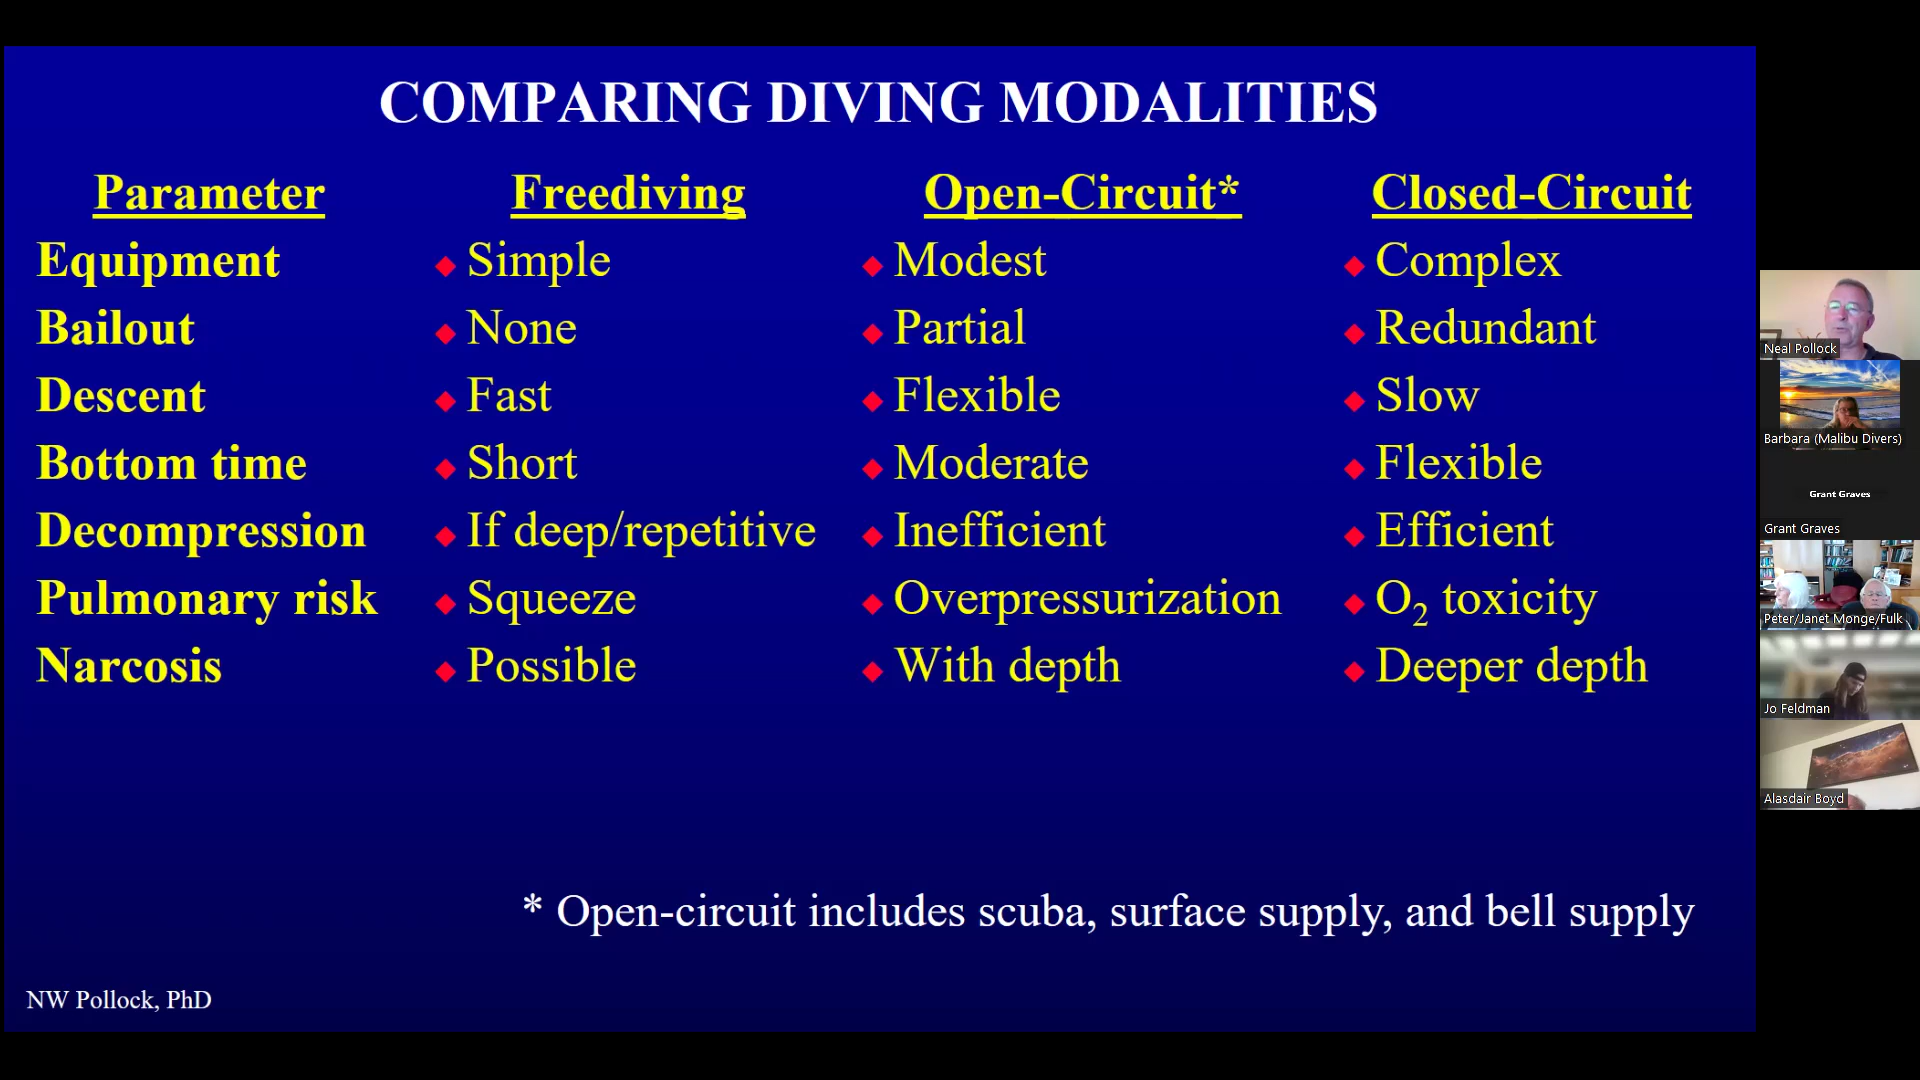 COMPARING DIVING MODALITIES
Parameter Freediving Open-Circuit* Closed-Circuit
Equipment ♦ Simple ♦ Modest ♦ Complex
Bailout ♦ None ♦ Partial ♦ Redundant
Descent ♦ Fast ♦ Flexible ♦ Slow
Bottom time ♦ Short ♦ Moderate ♦ Flexible
Decompression ♦ If deep/repetitive ♦ Inefficient ♦ Efficient
Pulmonary risk ♦ Squeeze ♦ Overpressurization ♦ O₂ toxicity
Narcosis ♦ Possible ♦ With depth ♦ Deeper depth
* Open-circuit includes scuba, surface supply, and bell supply
NW Pollock, PhD
Neal Pollock
Barbara (Malibu Divers)
Grant Graves
Grant Graves
Peter/Janet Monge/Fulk
Jo Feldman
Alasdair Boyd